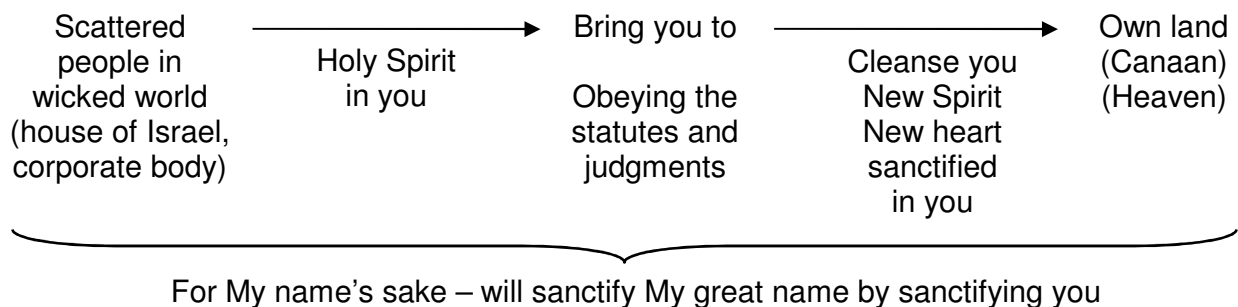 Scattered
people in
wicked world
(house of Israel,
corporate body)
Holy Spirit
in you
Bring you to
Obeying the
statutes and
judgments
Cleanse you
New Spirit
New heart
sanctified
in you
Own land
(Canaan)
(Heaven)
For My name’s sake – will sanctify My great name by sanctifying you